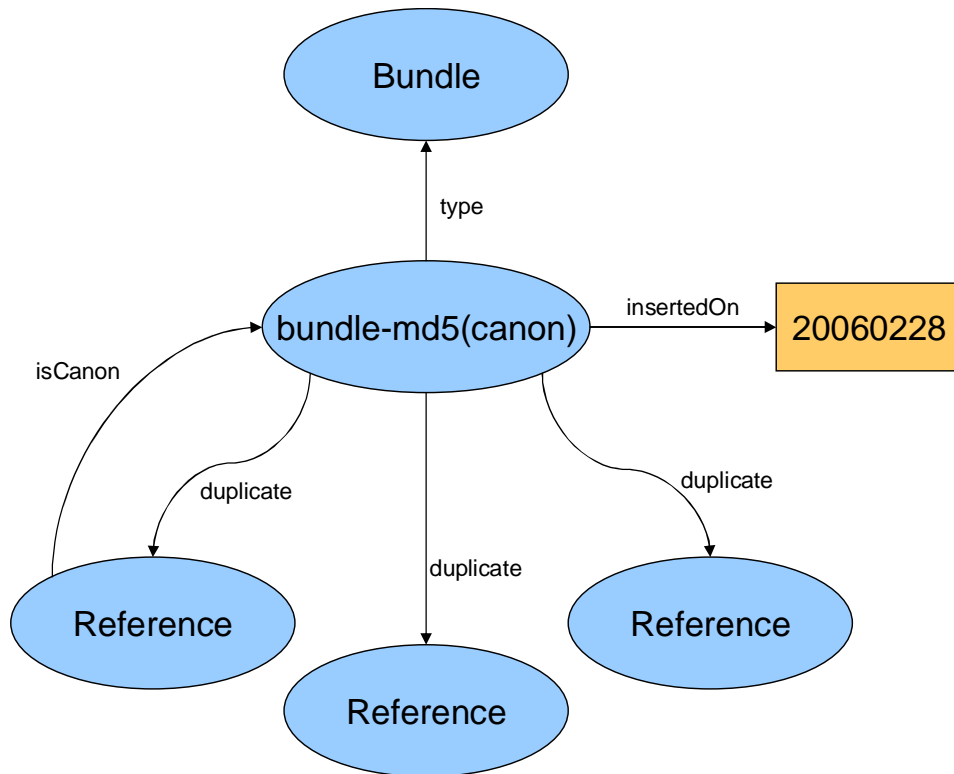 Bundle
type
bundle-md5(canon)
insertedOn
20060228
isCanon
duplicate
duplicate
duplicate
Reference
Reference
Reference